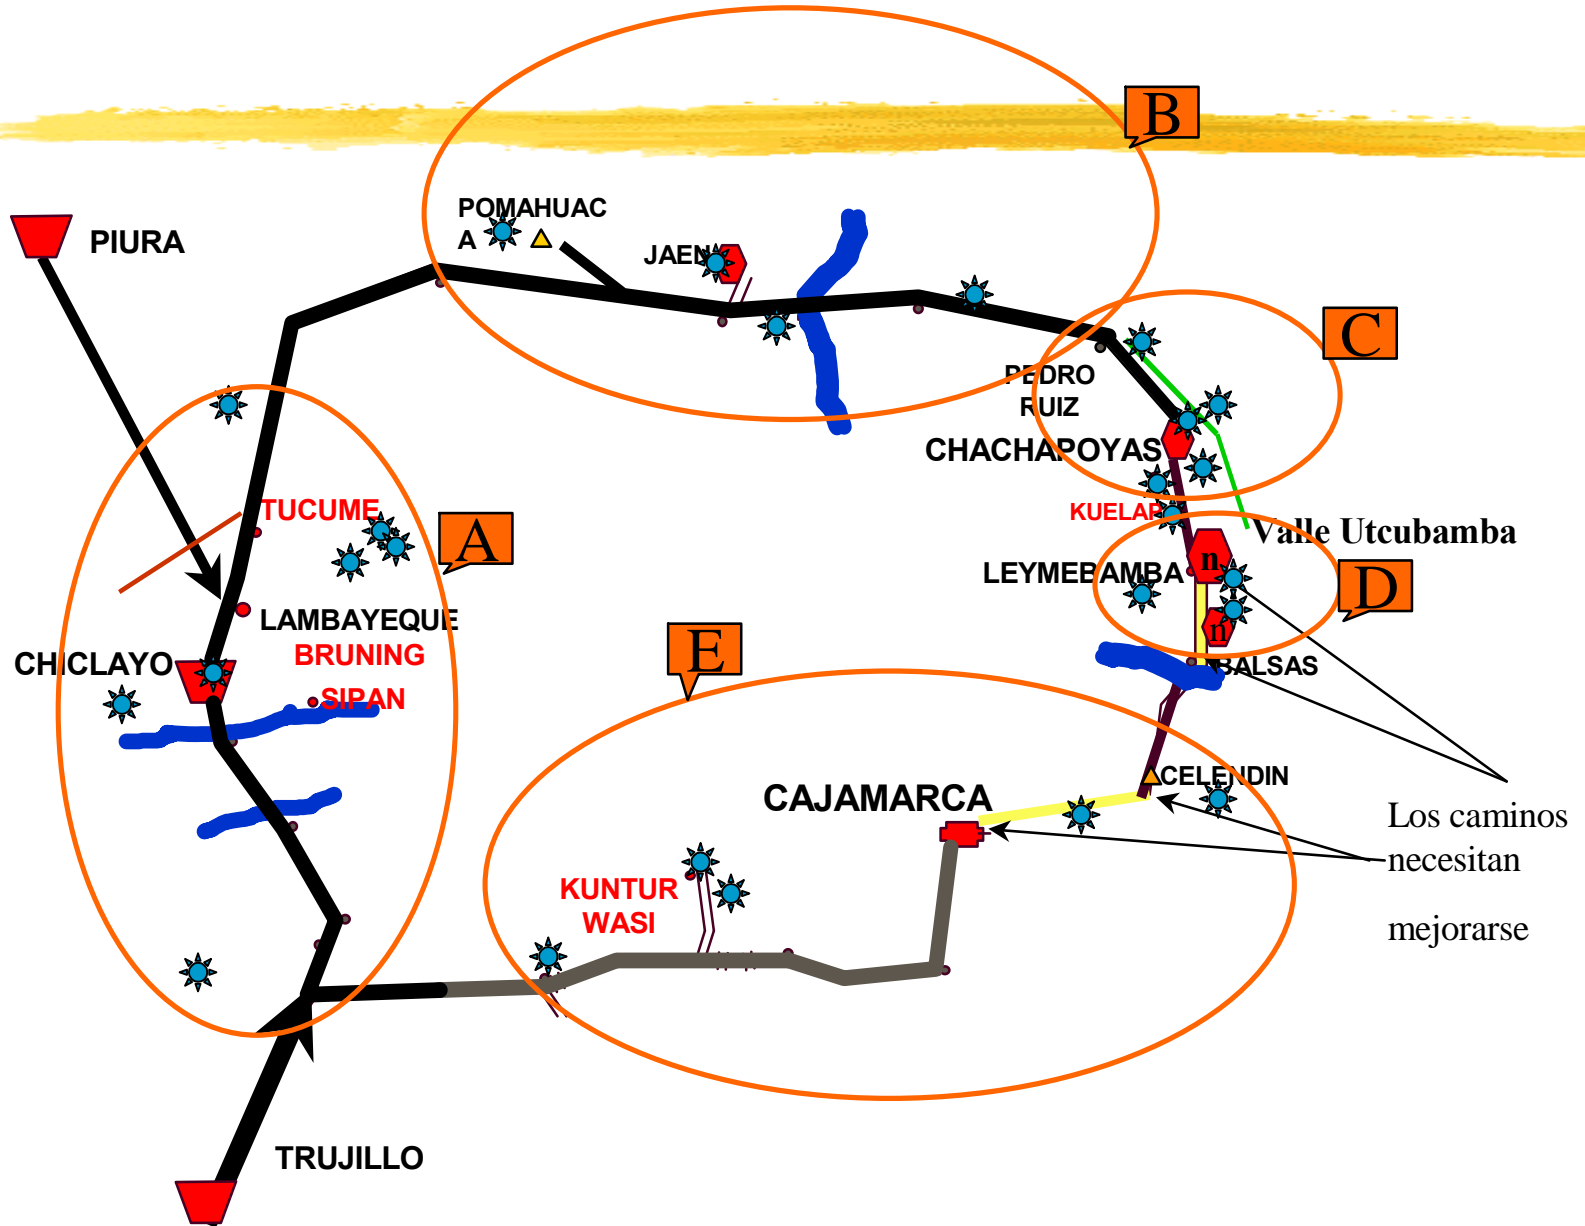 B
POMAHUAC
A
PIURA
JAEN
C
PEDRO
RUIZ
CHACHAPOYAS
TUCUME
KUELAP
A
Valle Utcubamba
n
LEYMEBAMBA
D
LAMBAYEQUE
BRUNING
SIPAN
CHICLAYO
n
E
BALSAS
CELENDIN
CAJAMARCA
Los caminos
necesitan
mejorarse
KUNTUR
WASI
TRUJILLO